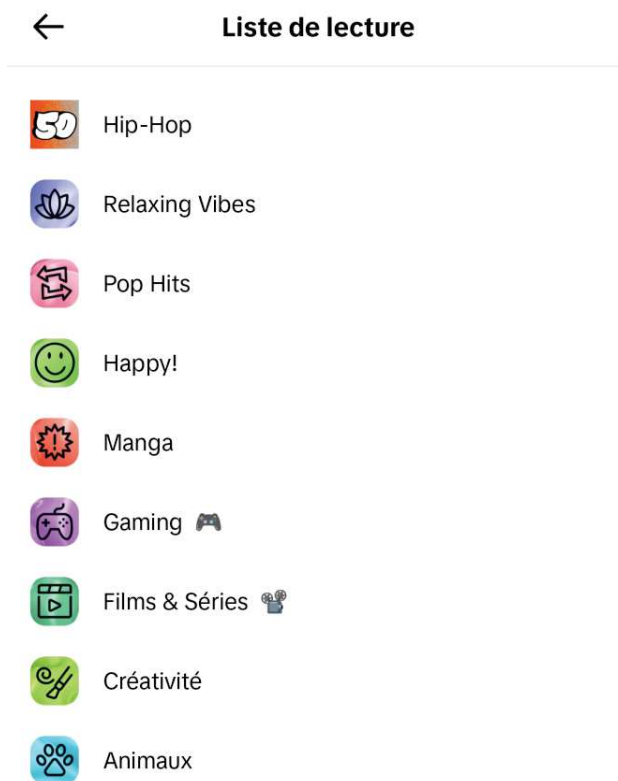 Liste de lecture
50
Hip-Hop
Relaxing Vibes
Pop Hits
Happy!
Manga
Gaming 🎮
Films & Séries 📽️
Créativité
Animaux